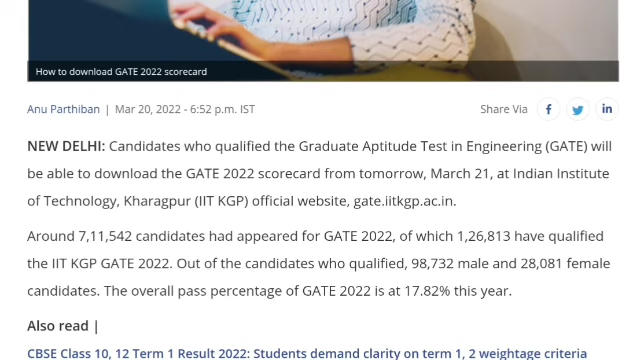 How to download GATE 2022 scorecard
Anu Parthiban | Mar 20, 2022 - 6:52 p.m. IST
Share Via
NEW DELHI: Candidates who qualified the Graduate Aptitude Test in Engineering (GATE) will
be able to download the GATE 2022 scorecard from tomorrow, March 21, at Indian Institute
of Technology, Kharagpur (IIT KGP) official website, gate.iitkgp.ac.in.
Around 7,11,542 candidates had appeared for GATE 2022, of which 1,26,813 have qualified
the IIT KGP GATE 2022. Out of the candidates who qualified, 98,732 male and 28,081 female
candidates. The overall pass percentage of GATE 2022 is at 17.82% this year.
Also read |
CBSE Class 10, 12 Term 1 Result 2022: Students demand clarity on term 1, 2 weightage criteria